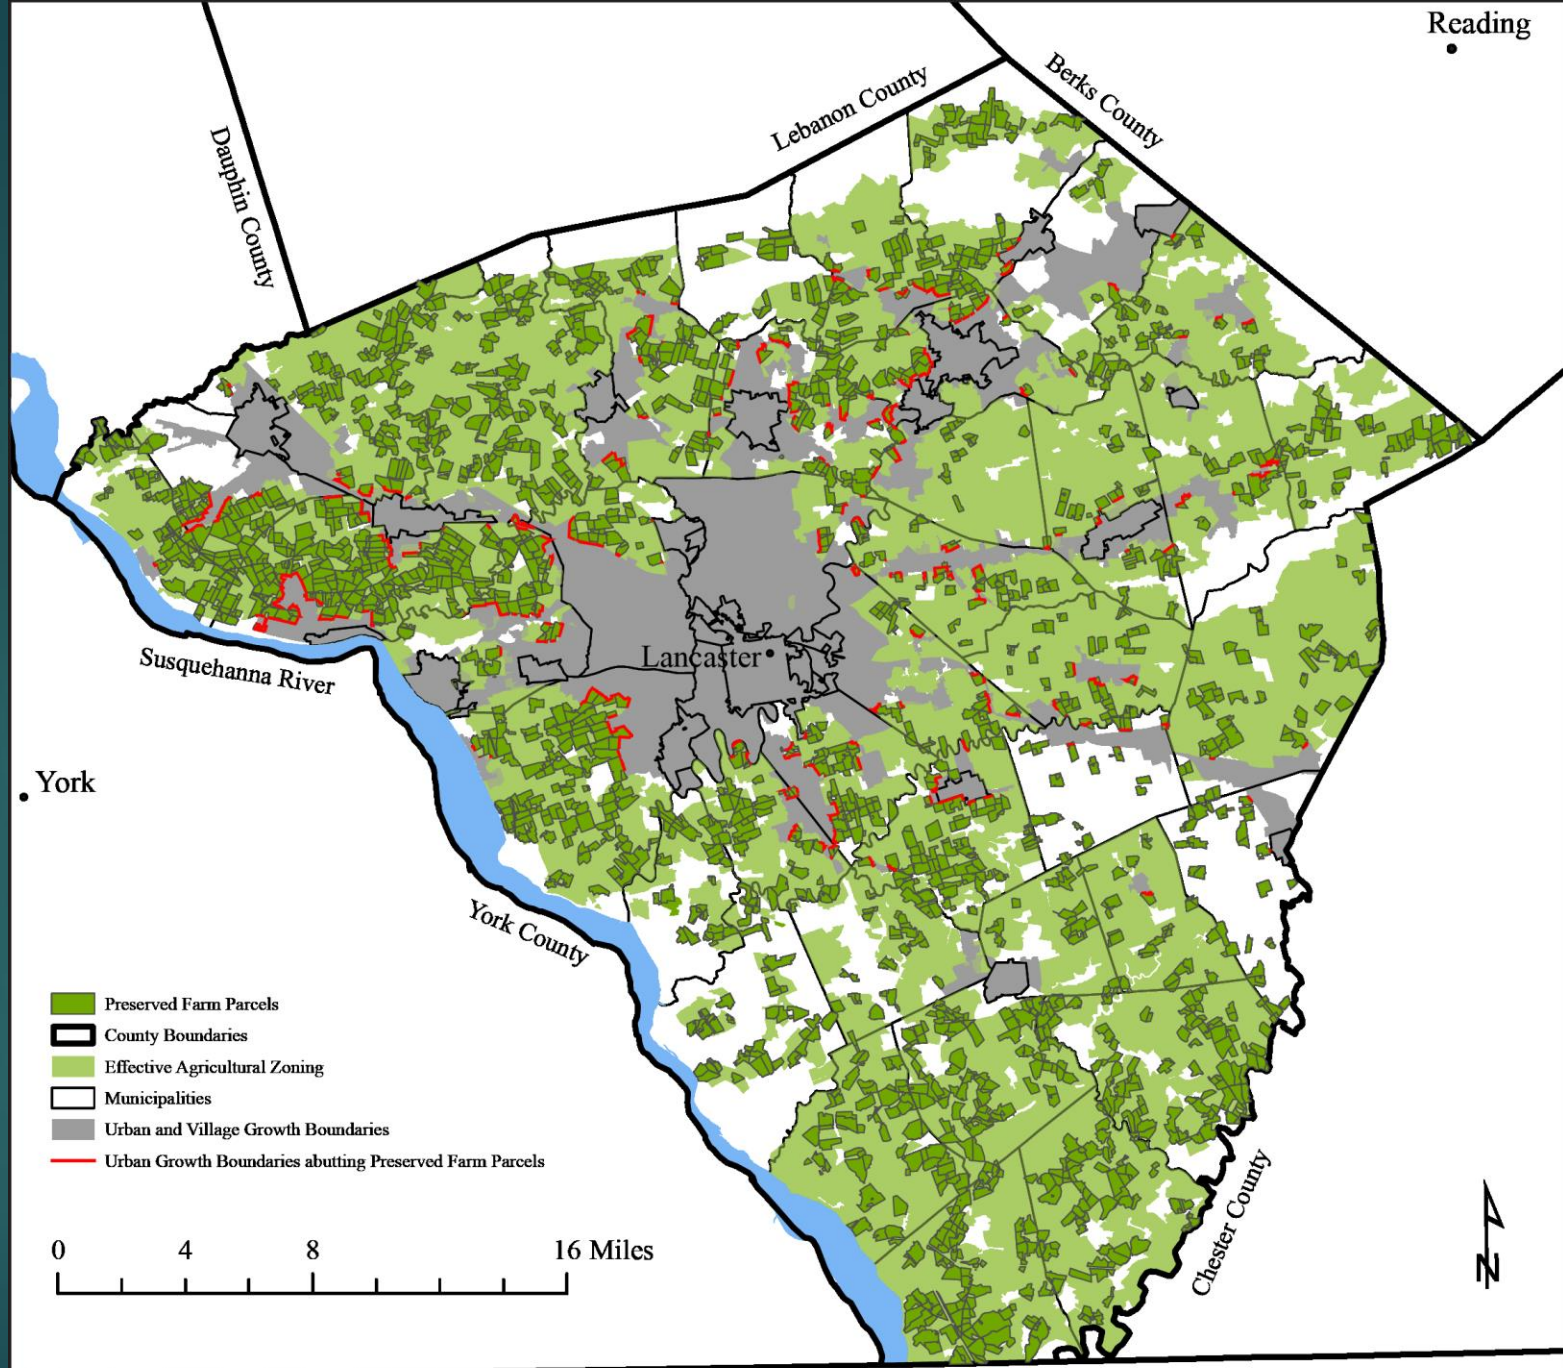 Reading
Berks County
Lebanon County
Dauphin County
Lancaster
Susquehanna River
York
York County
Chester County
Preserved Farm Parcels
County Boundaries
Effective Agricultural Zoning
Municipalities
Urban and Village Growth Boundaries
Urban Growth Boundaries abutting Preserved Farm Parcels
0 4 8 16 Miles
N